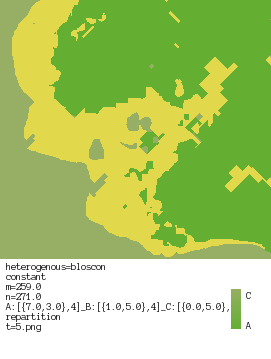 heterogenous=bloscon
constant
m=259.0
n=271.0
A:[{7.0,3.0},4]_B:[{1.0,5.0},4]_C:[{0.0,5.0},
repartition
t=5.png
C
A